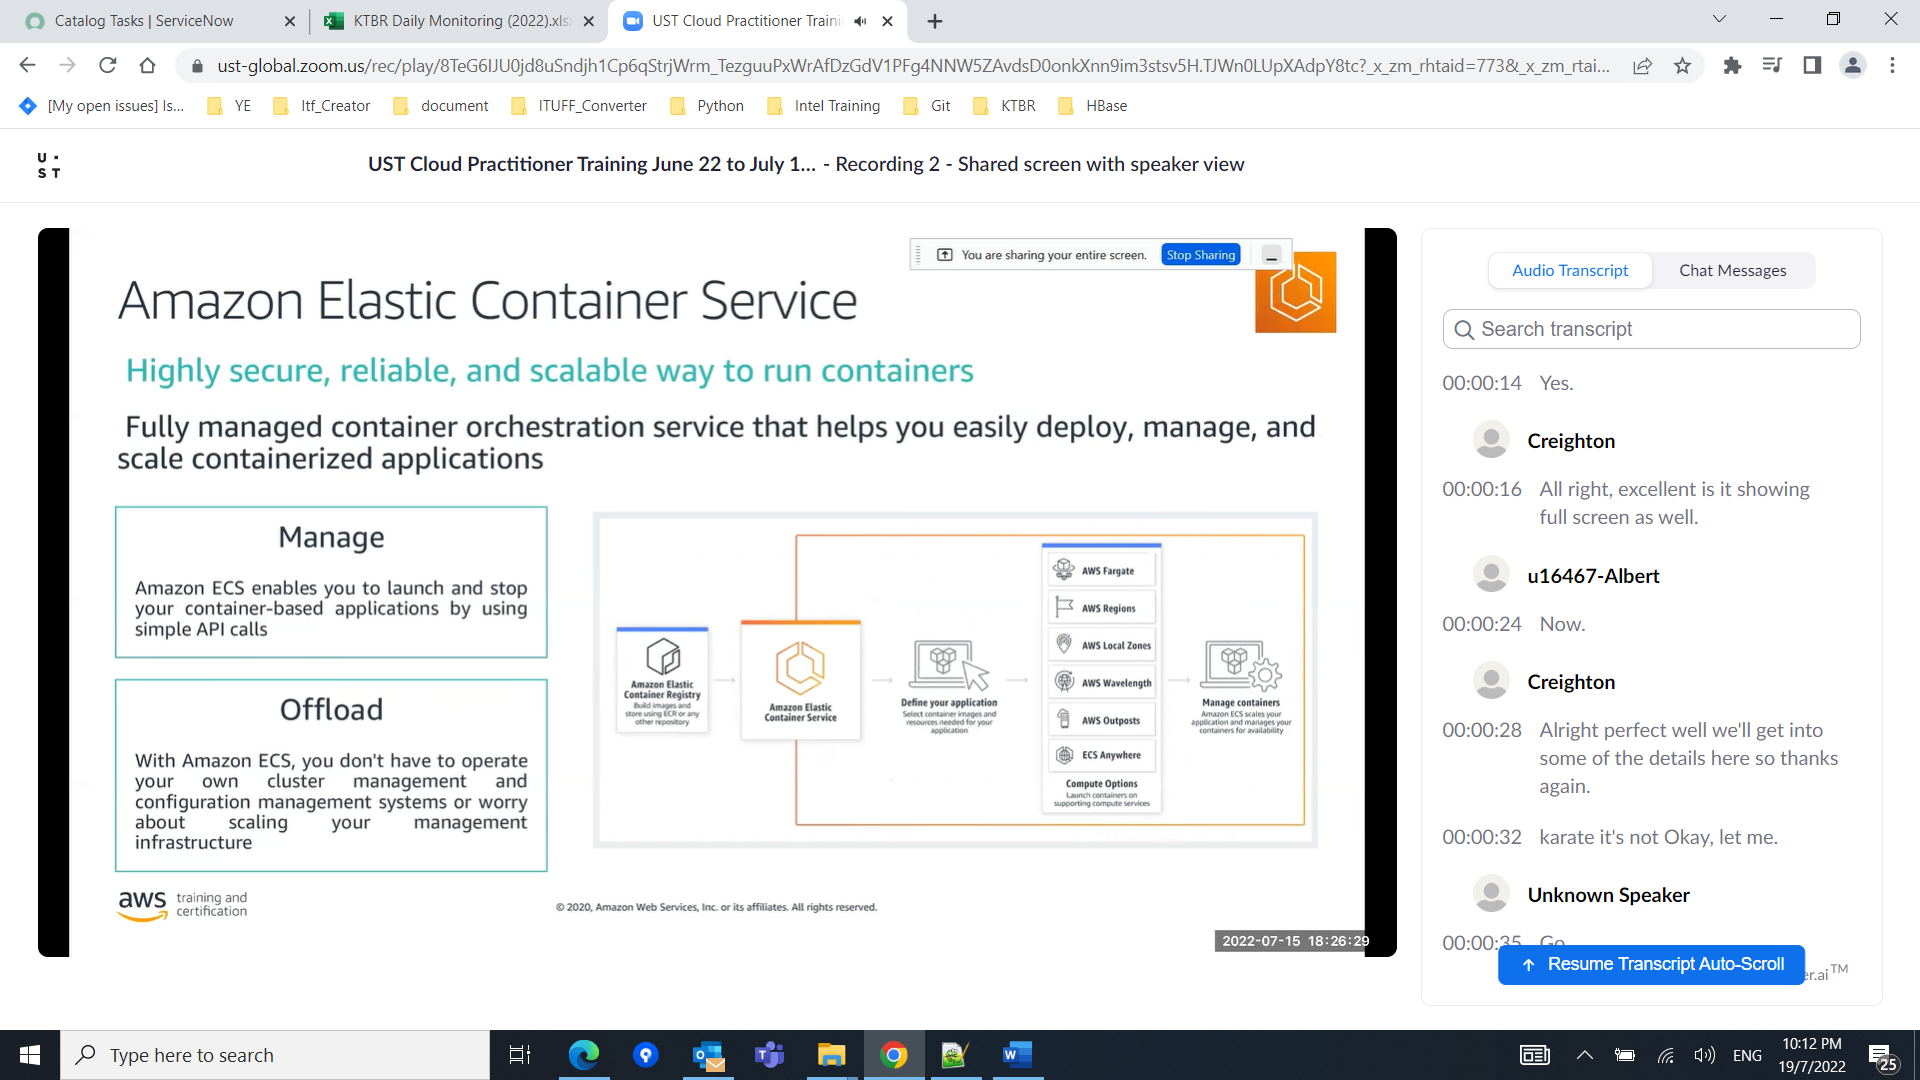 Catalog Tasks | ServiceNow
KTBR Daily Monitoring (2022).xls
UST Cloud Practitioner Traini
ust-global.zoom.us/rec/play/8TeG6IJU0jd8uSndjh1Cp6qStrjWrm_TezguuPxWrAfDzGdV1PFg4NNW5ZAvdsD0onkXnn9im3stsv5H.TJWn0LUpXAdpY8tc?_x_zm_rhtaid=773&_x_zm_rtai...
[My open issues] Is...
YE
Itf_Creator
document
ITUFF_Converter
Python
Intel Training
Git
KTBR
HBase
U·
ST
UST Cloud Practitioner Training June 22 to July 1... - Recording 2 - Shared screen with speaker view
You are sharing your entire screen.
Stop Sharing
Amazon Elastic Container Service
Highly secure, reliable, and scalable way to run containers
Fully managed container orchestration service that helps you easily deploy, manage, and
scale containerized applications
Manage
Amazon ECS enables you to launch and stop
your container-based applications by using
simple API calls
Offload
With Amazon ECS, you don't have to operate
your own cluster management and
configuration management systems or worry
about scaling your management
infrastructure
Amazon Elastic
Container Registry
Build images and
store using ECR or any
other repository
Amazon Elastic
Container Service
Define your application
Select container images and
resources needed for your
application
AWS Fargate
AWS Regions
AWS Local Zones
AWS Wavelength
AWS Outposts
ECS Anywhere
Compute Options
Launch containers on
supporting compute services
Manage containers
Amazon ECS scales your
application and manages your
containers for availability
aws training and
certification
© 2020, Amazon Web Services, Inc. or its affiliates. All rights reserved.
2022-07-15 18:26:29
Audio Transcript
Chat Messages
Search transcript
00:00:14 Yes.
Creighton
00:00:16 All right, excellent is it showing
full screen as well.
u16467-Albert
00:00:24 Now.
Creighton
00:00:28 Alright perfect well we'll get into
some of the details here so thanks
again.
00:00:32 karate it's not Okay, let me.
Unknown Speaker
00:00:35 Go
Resume Transcript Auto-Scroll
er.ai™
Type here to search
ENG
10:12 PM
19/7/2022
25